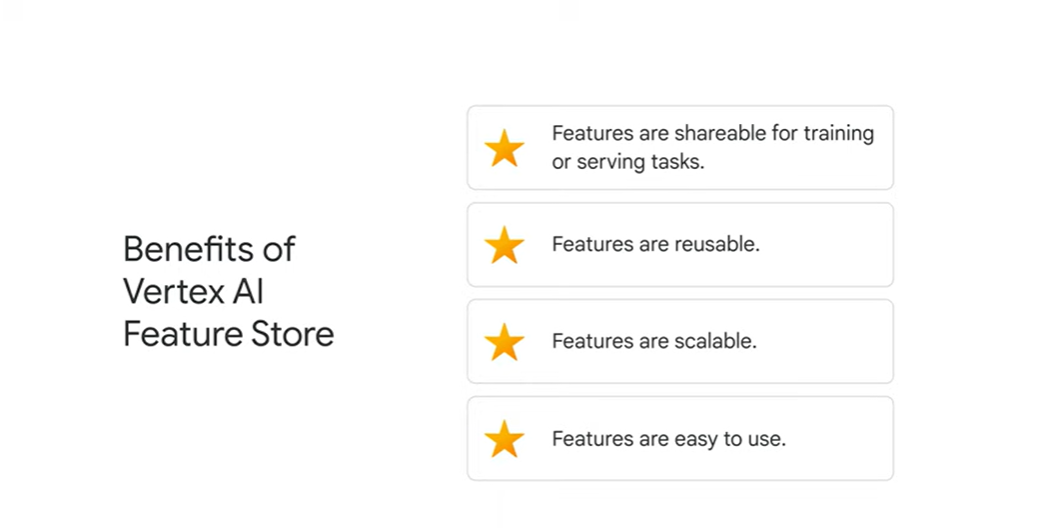 Benefits of
Vertex AI
Feature Store
Features are shareable for training
or serving tasks.
Features are reusable.
Features are scalable.
Features are easy to use.